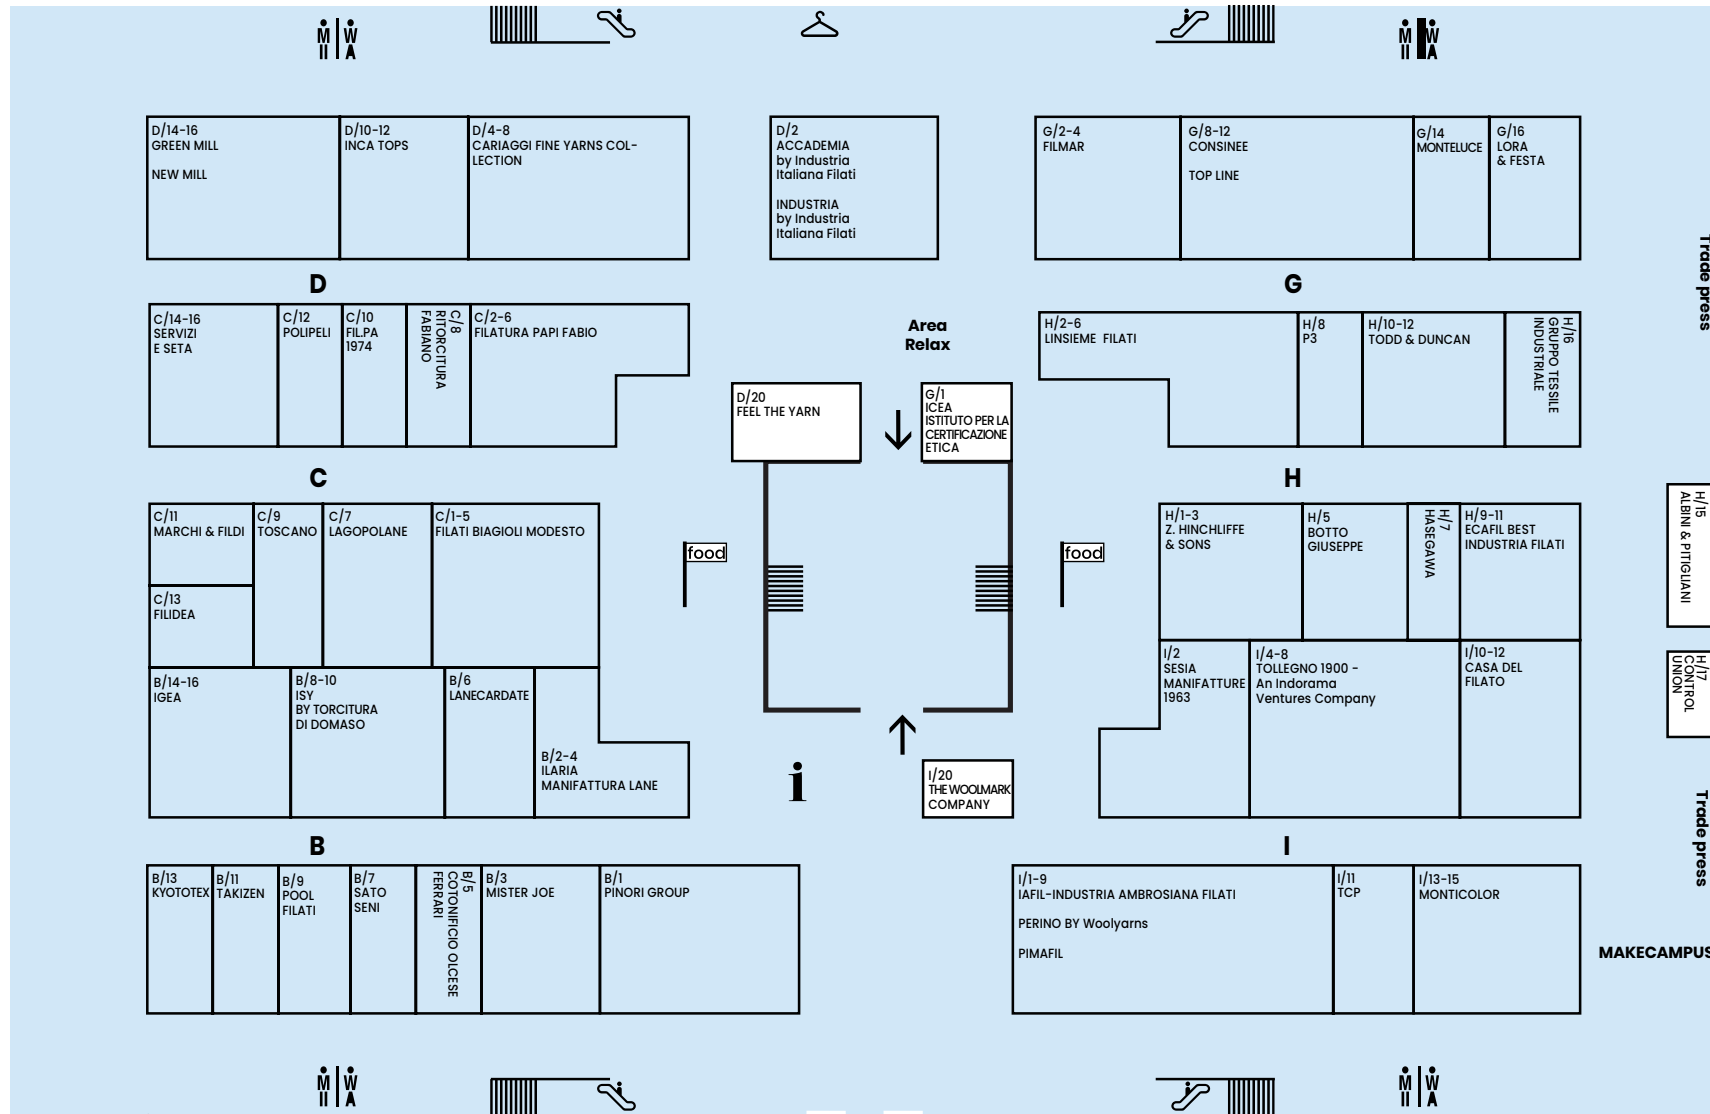 M W
II A
M W
II A
D/14-16
GREEN MILL
NEW MILL
D/10-12
INCA TOPS
D/4-8
CARIAGGI FINE YARNS COL-
LECTION
D/2
ACCADEMIA
by Industria
Italiana Filati
INDUSTRIA
by Industria
Italiana Filati
G/2-4
FILMAR
G/8-12
CONSINEE
TOP LINE
G/14
MONTELUCE
G/16
LORA
& FESTA
Trade press
D
G
C/14-16
SERVIZI
E SETA
C/12
POLIPELI
C/10
FIL.PA
1974
C/8
RITORCITURA
FABIANO
C/2-6
FILATURA PAPI FABIO
Area
Relax
H/2-6
LINSIEME FILATI
H/8
P3
H/10-12
TODD & DUNCAN
H/16
GRUPPO TESSILE
INDUSTRIALE
D/20
FEEL THE YARN
G/1
ICEA
ISTITUTO PER LA
CERTIFICAZIONE
ETICA
C
H
C/11
MARCHI & FILDI
C/9
TOSCANO
C/7
LAGOPOLANE
C/1-5
FILATI BIAGIOLI MODESTO
C/13
FILIDEA
food
food
H/1-3
Z. HINCHLIFFE
& SONS
H/5
BOTTO
GIUSEPPE
H/7
HASEGAWA
H/9-11
ECAFIL BEST
INDUSTRIA FILATI
H/15
ALBINI & PITIGLIANI
B/14-16
IGEA
B/8-10
ISY
BY TORCITURA
DI DOMASO
B/6
LANECARDATE
B/2-4
ILARIA
MANIFATTURA LANE
i
I/20
THE WOOLMARK
COMPANY
I/2
SESIA
MANIFATTURE
1963
I/4-8
TOLLEGNO 1900 -
An Indorama
Ventures Company
I/10-12
CASA DEL
FILATO
H/17
CONTROL
UNION
Trade press
B
I
B/13
KYOTOTEX
B/11
TAKIZEN
B/9
POOL
FILATI
B/7
SATO
SENI
B/5
COTONIFICIO OLCESE
FERRARI
B/3
MISTER JOE
B/1
PINORI GROUP
I/1-9
IAFIL-INDUSTRIA AMBROSIANA FILATI
PERINO BY Woolyarns
PIMAFIL
I/11
TCP
I/13-15
MONTICOLOR
MAKECAMPUS
M W
II A
M W
II A